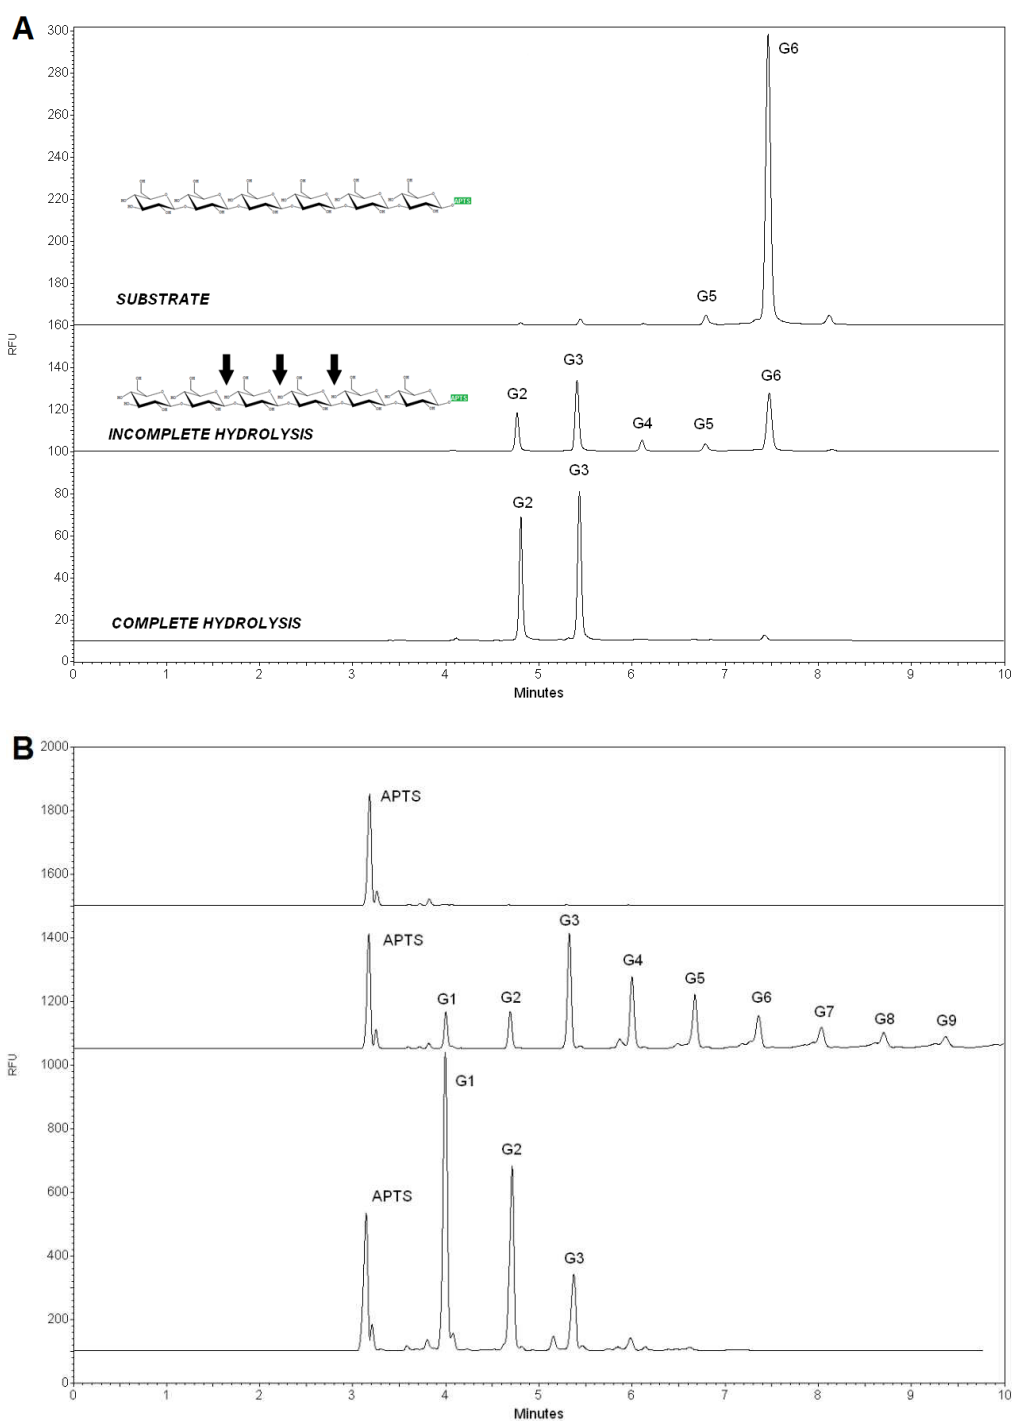 A
300
280
260
240
220
200
180
160
140
120
100
80
60
40
20
0
RFU
G6
APTS
SUBSTRATE
G5
APTS
INCOMPLETE HYDROLYSIS
G2
G3
G4
G5
G6
COMPLETE HYDROLYSIS
G2
G3
0 1 2 3 4 5 6 7 8 9 10
Minutes
B
2000
1800
1600
1400
1200
1000
800
600
400
200
0
RFU
APTS
APTS
G1
G2
G3
G4
G5
G6
G7
G8
G9
APTS
G1
G2
G3
0 1 2 3 4 5 6 7 8 9 10
Minutes